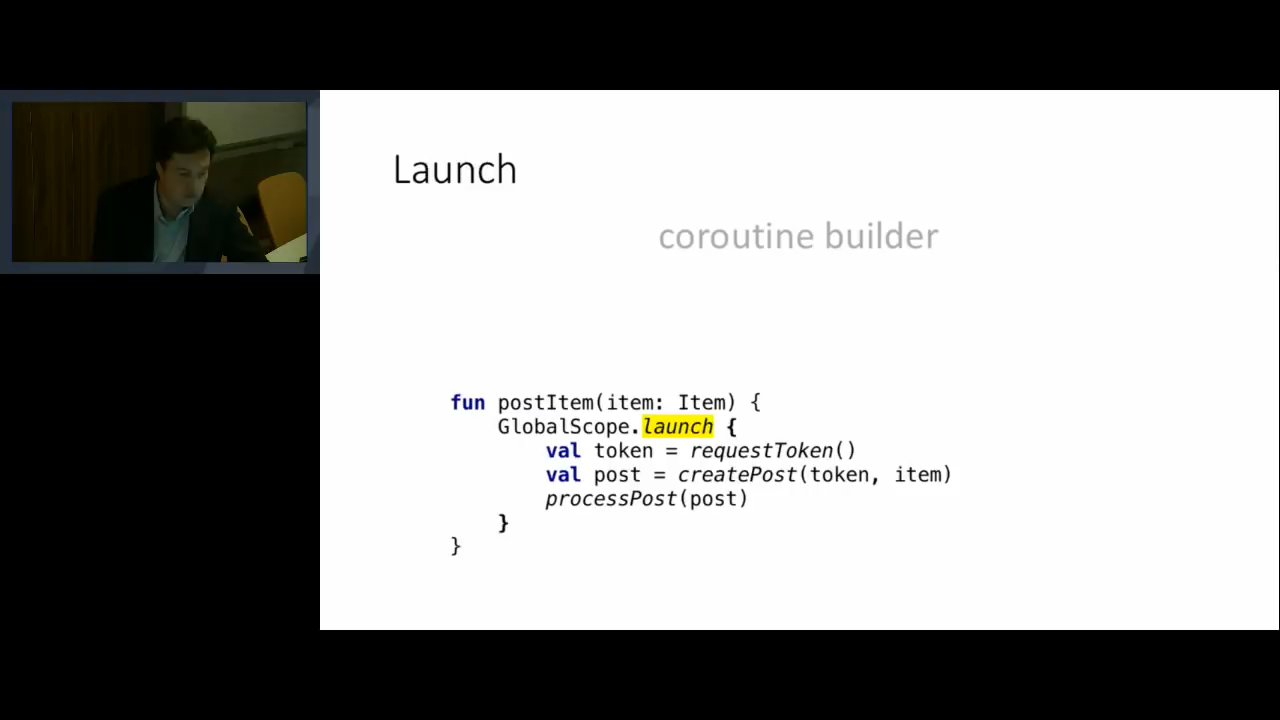 Launch
coroutine builder
fun postItem(item: Item) {
    GlobalScope.launch {
        val token = requestToken()
        val post = createPost(token, item)
        processPost(post)
    }
}